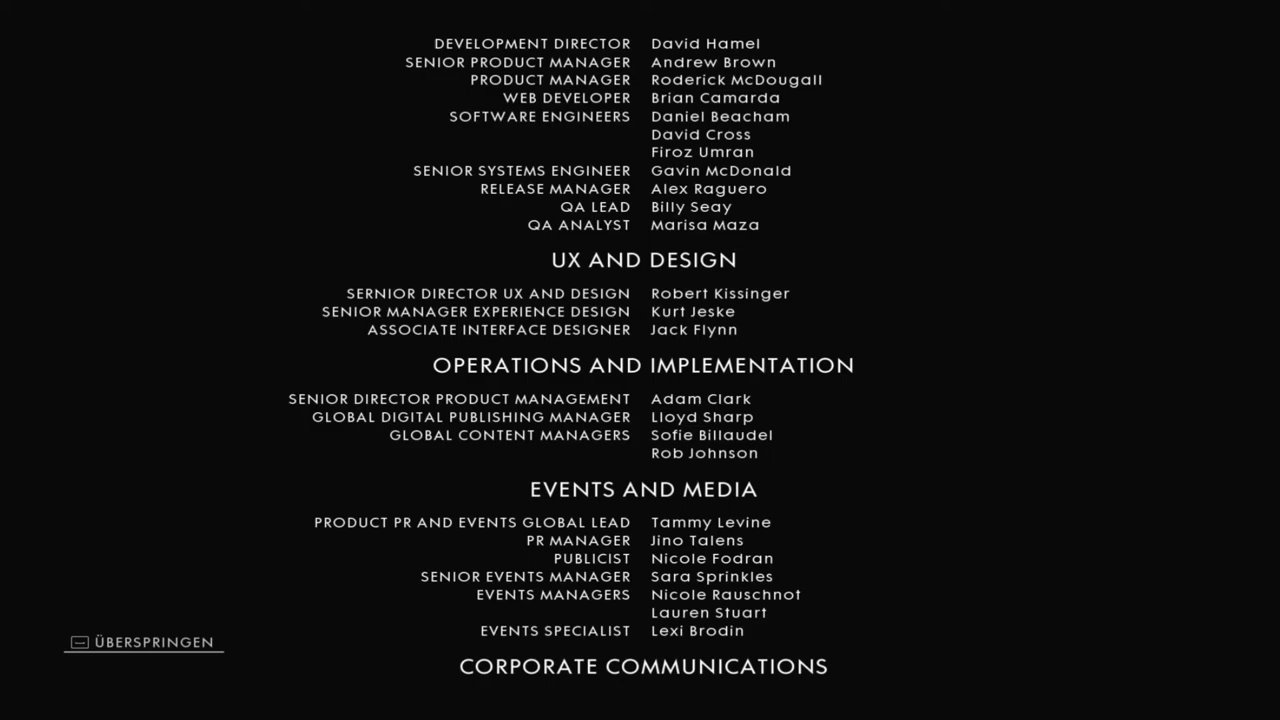 DEVELOPMENT DIRECTOR David Hamel
SENIOR PRODUCT MANAGER Andrew Brown
PRODUCT MANAGER Roderick McDougall
WEB DEVELOPER Brian Camarda
SOFTWARE ENGINEERS Daniel Beacham
David Cross
Firoz Umran
SENIOR SYSTEMS ENGINEER Gavin McDonald
RELEASE MANAGER Alex Raguero
QA LEAD Billy Seay
QA ANALYST Marisa Maza
UX AND DESIGN
SERNIOR DIRECTOR UX AND DESIGN Robert Kissinger
SENIOR MANAGER EXPERIENCE DESIGN Kurt Jeske
ASSOCIATE INTERFACE DESIGNER Jack Flynn
OPERATIONS AND IMPLEMENTATION
SENIOR DIRECTOR PRODUCT MANAGEMENT Adam Clark
GLOBAL DIGITAL PUBLISHING MANAGER Lloyd Sharp
GLOBAL CONTENT MANAGERS Sofie Billaudel
Rob Johnson
EVENTS AND MEDIA
PRODUCT PR AND EVENTS GLOBAL LEAD Tammy Levine
PR MANAGER Jino Talens
PUBLICIST Nicole Fodran
SENIOR EVENTS MANAGER Sara Sprinkles
EVENTS MANAGERS Nicole Rauschnot
Lauren Stuart
EVENTS SPECIALIST Lexi Brodin
ÜBERSPRINGEN
CORPORATE COMMUNICATIONS